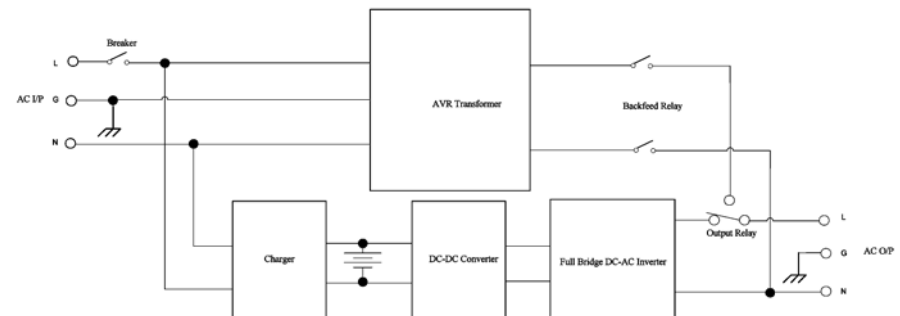 Breaker
L
AC I/P
G
N
AVR Transformer
Backfeed Relay
Charger
DC-DC Converter
Full Bridge DC-AC Inverter
Output Relay
L
G
AC O/P
N